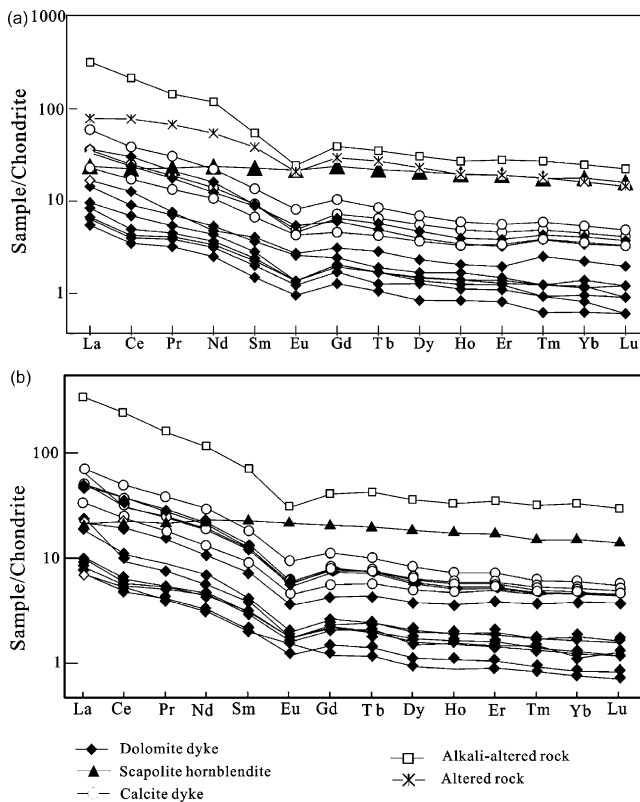 (a)
1000
100
10
1
Sample/Chondrite
La Ce Pr Nd Sm Eu Gd Tb Dy Ho Er Tm Yb Lu
(b)
100
10
1
Sample/Chondrite
La Ce Pr Nd Sm Eu Gd Tb Dy Ho Er Tm Yb Lu
Dolomite dyke
Scapolite hornblendite
Calcite dyke
Alkali-altered rock
Altered rock